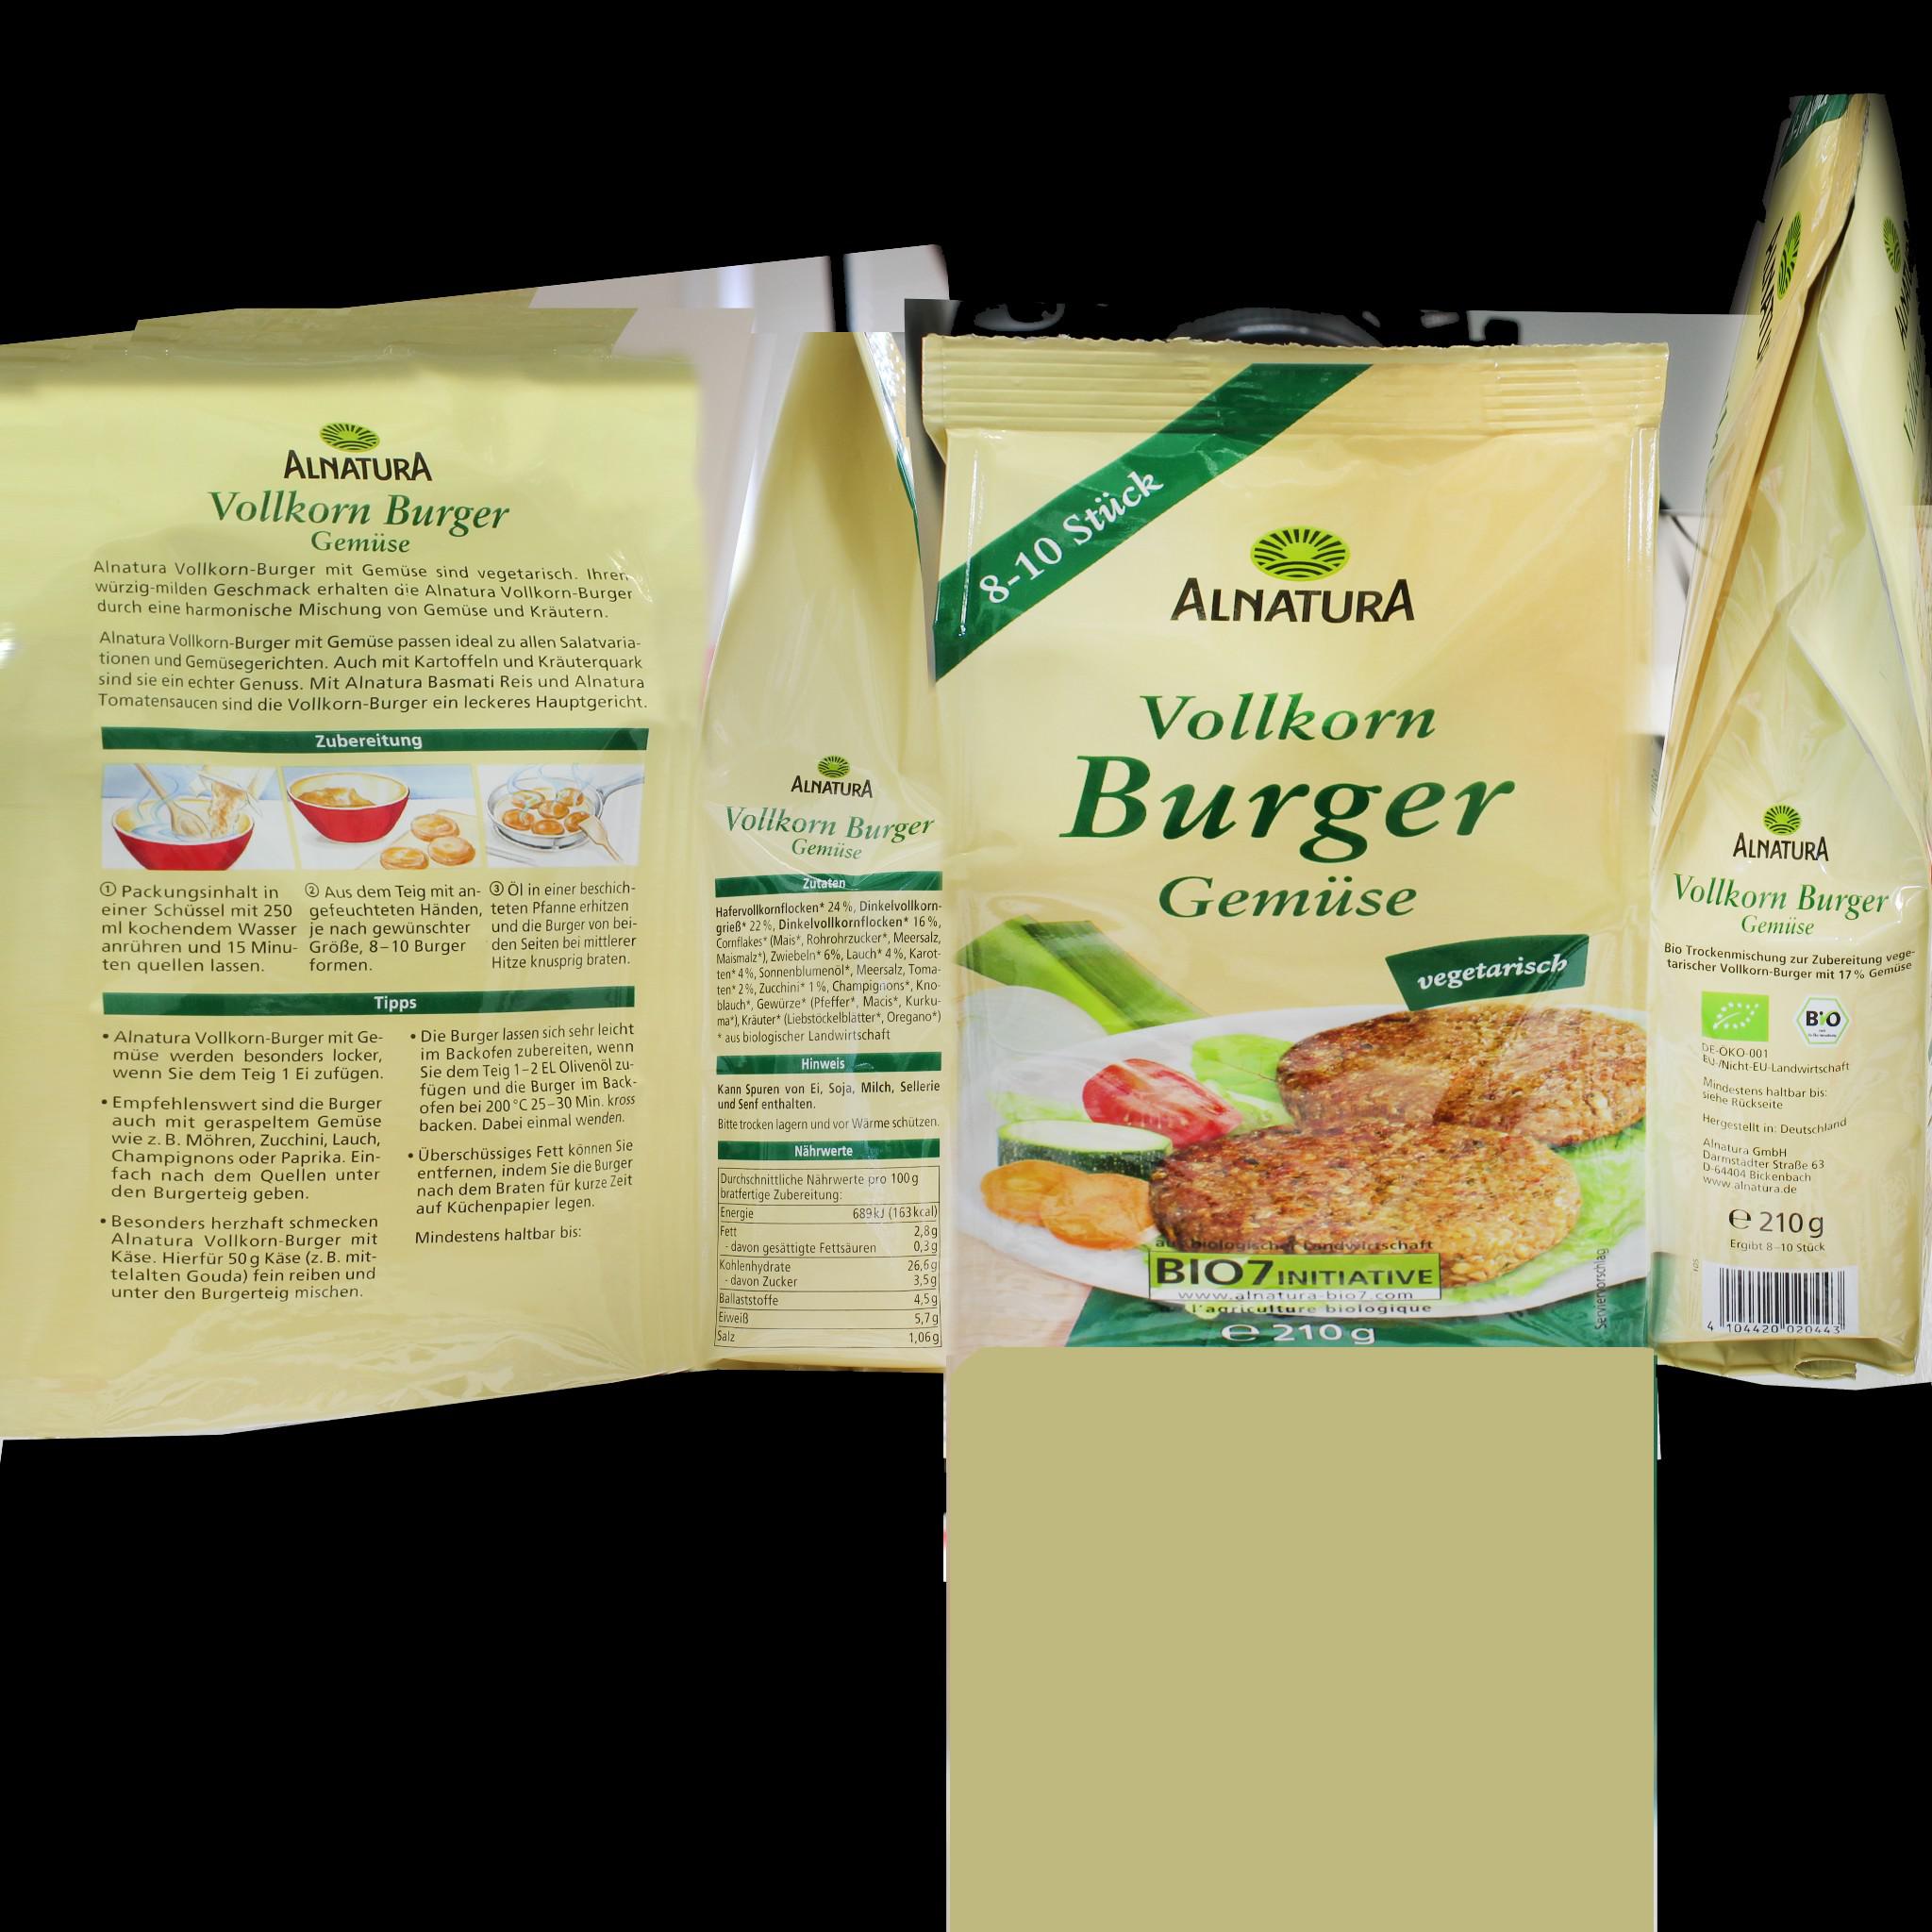 ALNATURA
Vollkorn Burger
Gemüse
Alnatura Vollkorn-Burger mit Gemüse sind vegetarisch. Ihren
würzig-milden Geschmack erhalten die Alnatura Vollkorn-Burger
durch eine harmonische Mischung von Gemüse und Kräutern.
Alnatura Vollkorn-Burger mit Gemüse passen ideal zu allen Salatvaria-
tionen und Gemüsegerichten. Auch mit Kartoffeln und Kräuterquark
sind sie ein echter Genuss. Mit Alnatura Basmati Reis und Alnatura
Tomatensaucen sind die Vollkorn-Burger ein leckeres Hauptgericht.
Zubereitung
① Packungsinhalt in
einer Schüssel mit 250
ml kochendem Wasser
anrühren und 15 Minu-
ten quellen lassen.
② Aus dem Teig mit an-
gefeuchteten Händen,
je nach gewünschter
Größe, 8–10 Burger
formen.
③ Öl in einer beschich-
teten Pfanne erhitzen
und die Burger von bei-
den Seiten bei mittlerer
Hitze knusprig braten.
Tipps
• Alnatura Vollkorn-Burger mit Ge-
müse werden besonders locker,
wenn Sie dem Teig 1 Ei zufügen.
• Empfehlenswert sind die Burger
auch mit geraspeltem Gemüse
wie z. B. Möhren, Zucchini, Lauch,
Champignons oder Paprika. Ein-
fach nach dem Quellen unter
den Burgerteig geben.
• Besonders herzhaft schmecken
Alnatura Vollkorn-Burger mit
Käse. Hierfür 50 g Käse (z. B. mit-
telalten Gouda) fein reiben und
unter den Burgerteig mischen.
• Die Burger lassen sich sehr leicht
im Backofen zubereiten, wenn
Sie dem Teig 1–2 EL Olivenöl zu-
fügen und die Burger im Back-
ofen bei 200 °C 25–30 Min. kross
backen. Dabei einmal wenden.
• Überschüssiges Fett können Sie
entfernen, indem Sie die Burger
nach dem Braten für kurze Zeit
auf Küchenpapier legen.
Mindestens haltbar bis:
ALNATURA
Vollkorn Burger
Gemüse
Zutaten
Hafervollkornflocken* 24 %, Dinkelvollkorn-
grieß* 22 %, Dinkelvollkornflocken* 16 %,
Cornflakes* (Mais*, Rohrohrzucker*, Meersalz,
Maismalz*), Zwiebeln* 6%, Lauch* 4 %, Karot-
ten* 4 %, Sonnenblumenöl*, Meersalz, Toma-
ten* 2 %, Zucchini* 1 %, Champignons*, Kno-
blauch*, Gewürze* (Pfeffer*, Macis*, Kurku-
ma*), Kräuter* (Liebstöckelblätter*, Oregano*)
* aus biologischer Landwirtschaft
Hinweis
Kann Spuren von Ei, Soja, Milch, Sellerie
und Senf enthalten.
Bitte trocken lagern und vor Wärme schützen.
Nährwerte
Durchschnittliche Nährwerte pro 100 g
bratfertige Zubereitung:
Energie 689 kJ (163 kcal)
Fett 2,8 g
- davon gesättigte Fettsäuren 0,3 g
Kohlenhydrate 26,6 g
- davon Zucker 3,5 g
Ballaststoffe 4,5 g
Eiweiß 5,7 g
Salz 1,06 g
8-10 Stück
ALNATURA
Vollkorn
Burger
Gemüse
vegetarisch
aus biologischer Landwirtschaft
BIO7 INITIATIVE
www.alnatura-bio7.com
l'agriculture biologique
℮ 210 g
Serviervorschlag
ALNATURA
Vollkorn Burger
Gemüse
Bio Trockenmischung zur Zubereitung vege-
tarischer Vollkorn-Burger mit 17 % Gemüse
BIO
DE-ÖKO-001
EU-/Nicht-EU-Landwirtschaft
Mindestens haltbar bis:
siehe Rückseite
Hergestellt in: Deutschland
Alnatura GmbH
Darmstädter Straße 63
D-64404 Bickenbach
www.alnatura.de
℮ 210 g
Ergibt 8–10 Stück
4 104420 020443